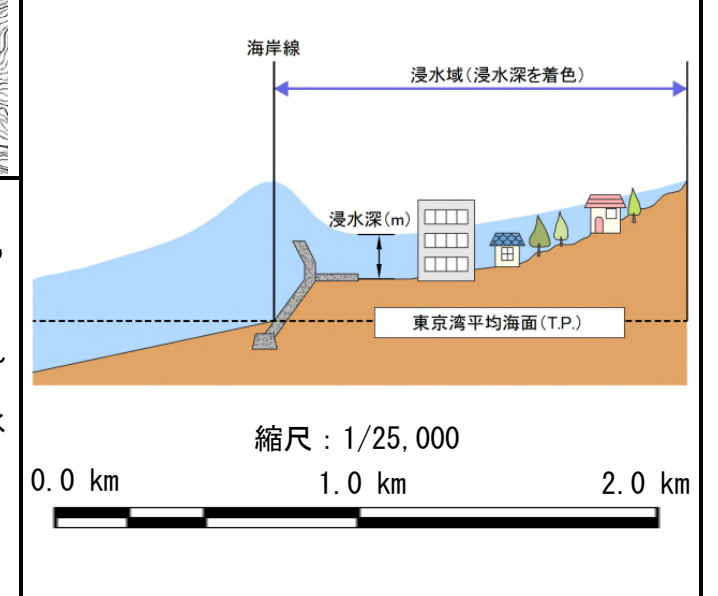 海岸線
浸水域(浸水深を着色)
浸水深(m)
東京湾平均海面(T.P.)
縮尺：1/25,000
0.0 km 1.0 km 2.0 km